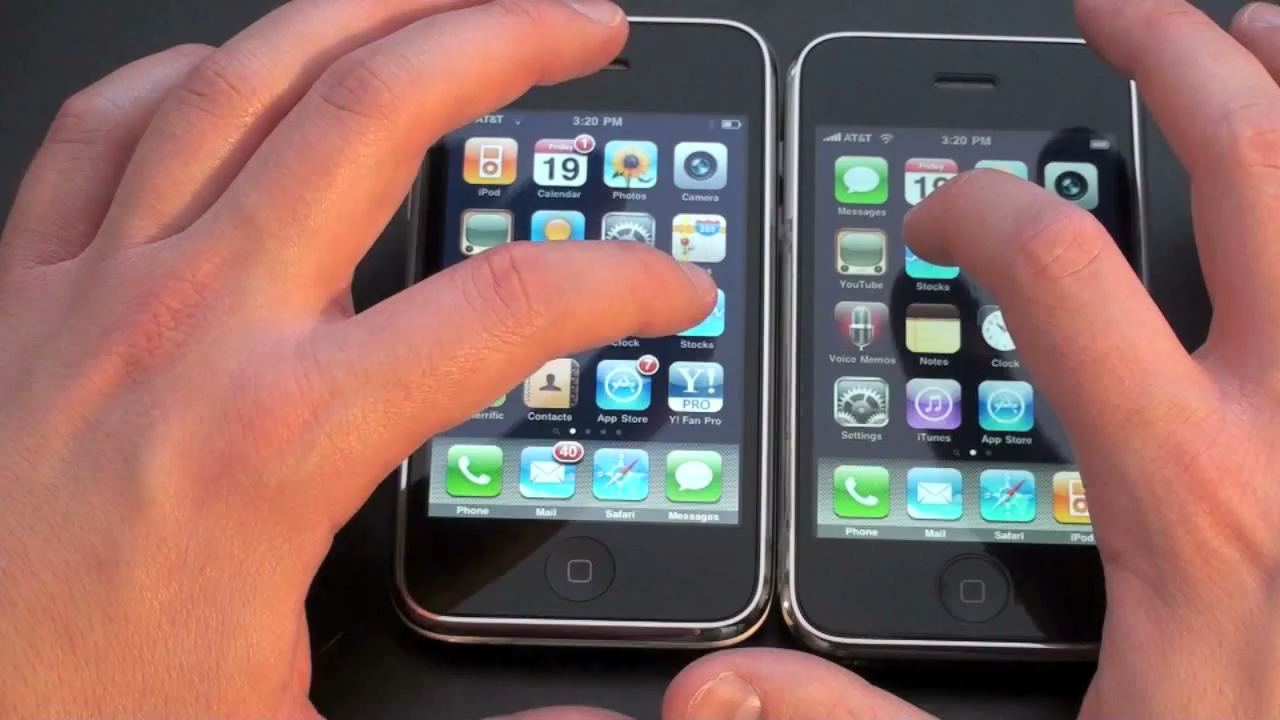 AT&T 3:20 PM
Friday 1
19
iPod Calendar Photos Camera
Clock Stocks
7
Y!
PRO
Contacts App Store Y! Fan Pro
40
Phone Mail Safari Messages
AT&T 3:20 PM
Friday
Messages
YouTube Stocks
Voice Memos Notes Clock
Settings iTunes App Store
Phone Mail Safari iPod